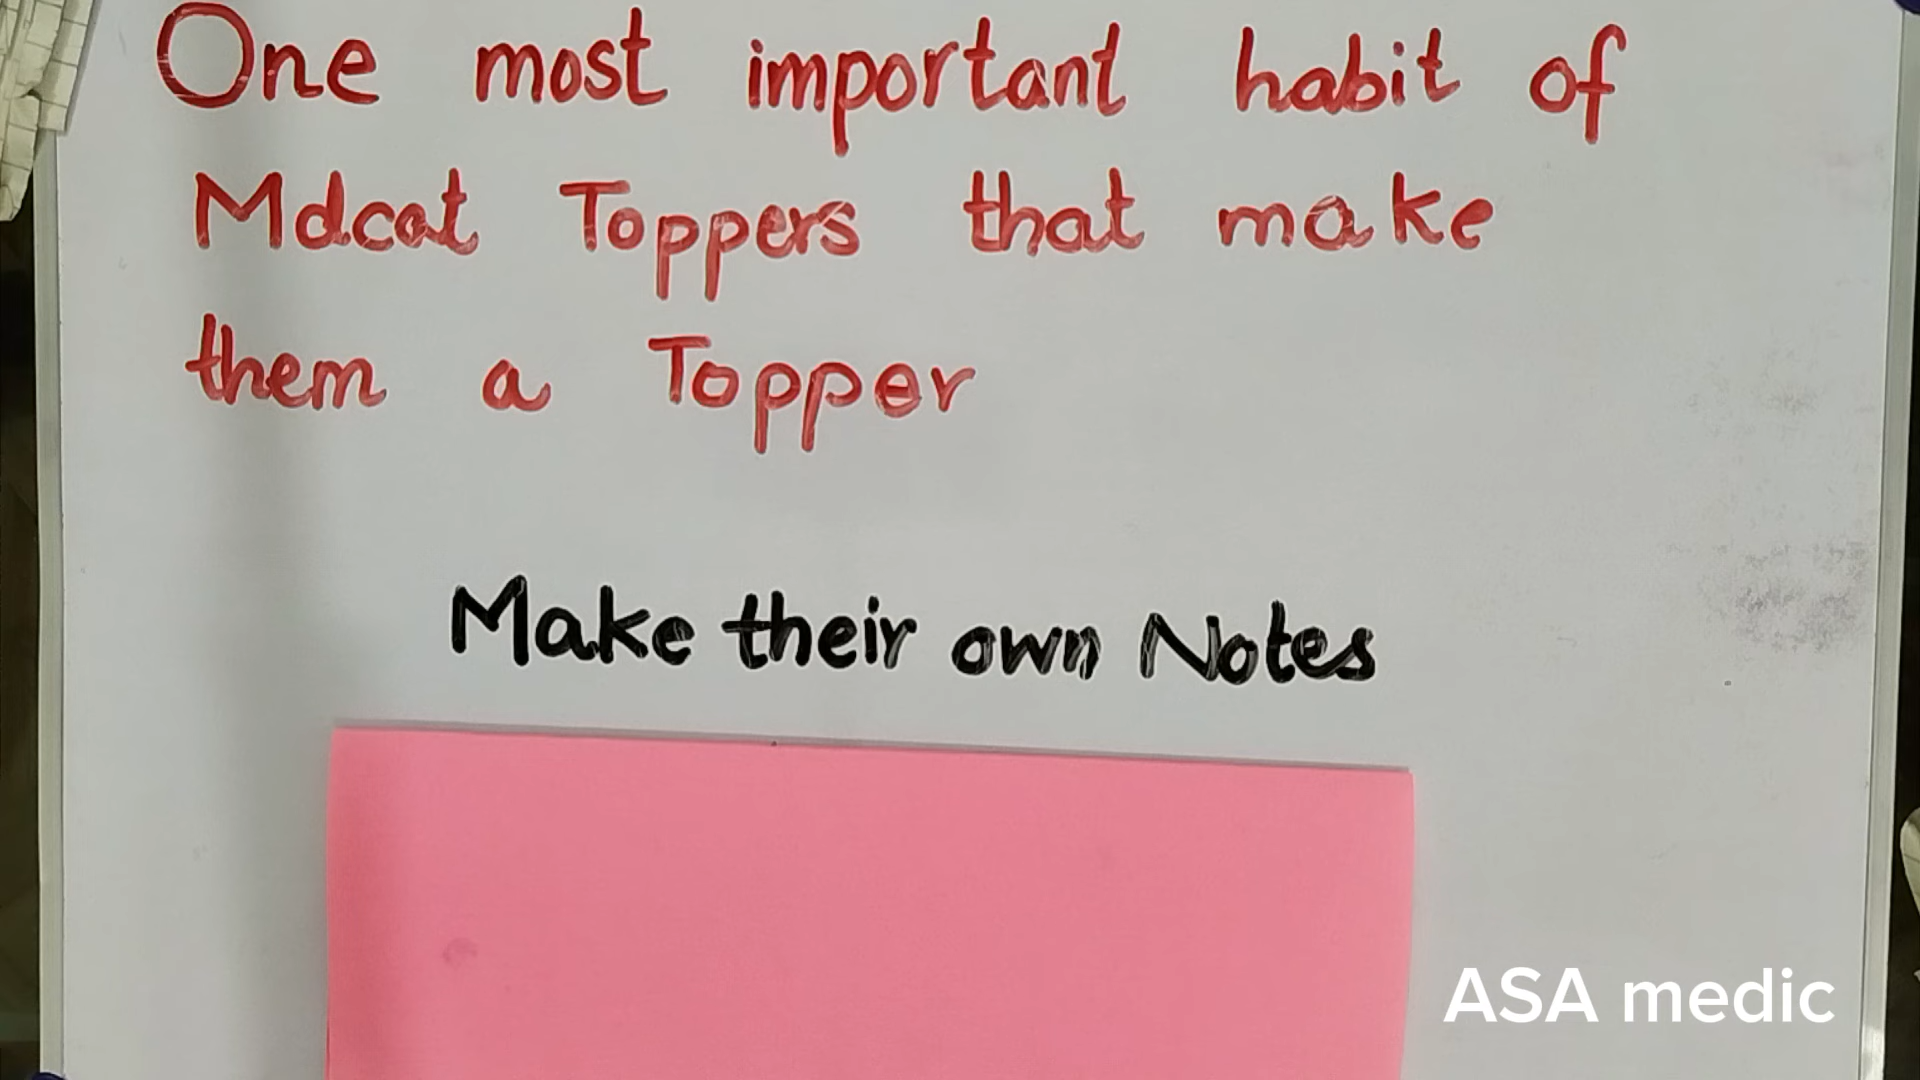 One most important habit of
Mdcat Toppers that make
them a Topper
Make their own Notes
ASA medic